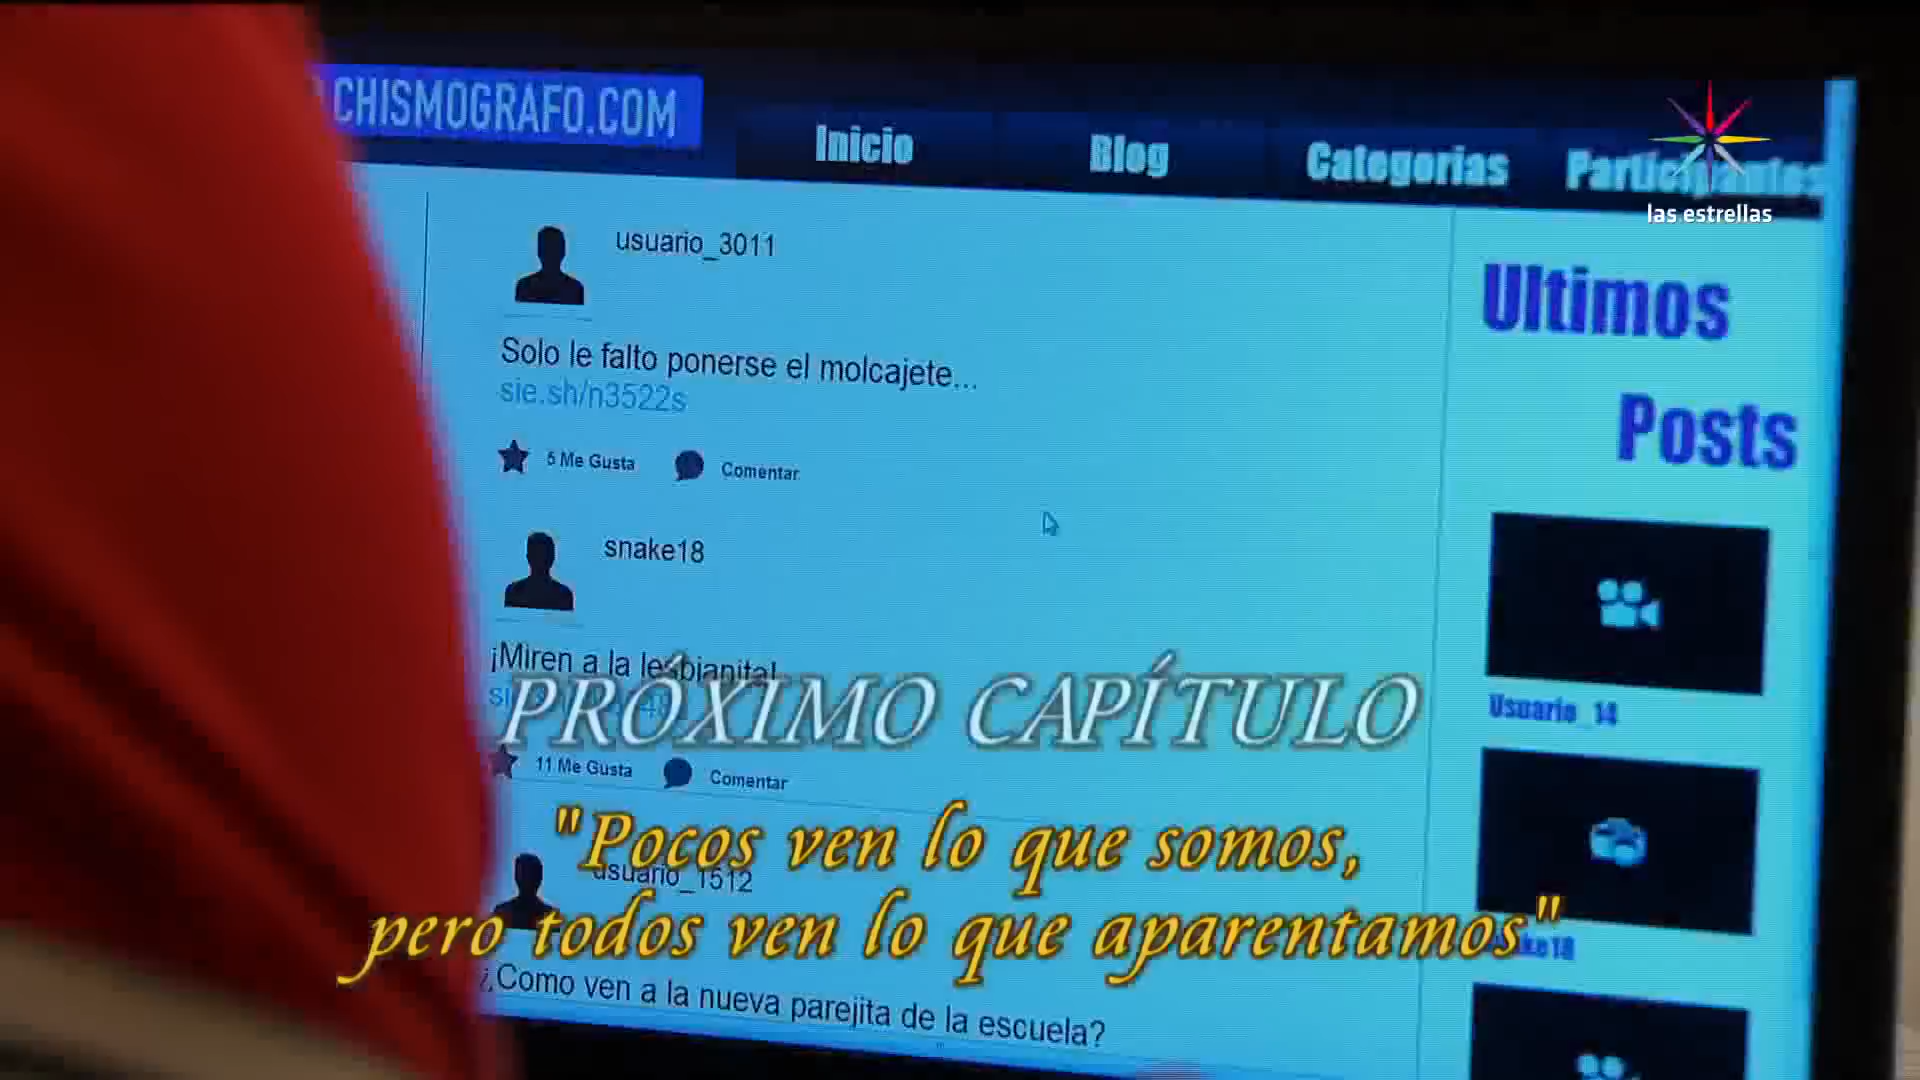 CHISMOGRAFO.COM
Inicio
Blog
Categorias
Participantes
las estrellas
usuario_3011
Solo le falto ponerse el molcajete...
sie.sh/n3522s
5 Me Gusta
Comentar
snake18
¡Miren a la lesbianita!
11 Me Gusta
Comentar
usuario_1512
¿Como ven a la nueva parejita de la escuela?
Ultimos
Posts
Usuario_14
PRÓXIMO CAPÍTULO
"Pocos ven lo que somos,
pero todos ven lo que aparentamos"